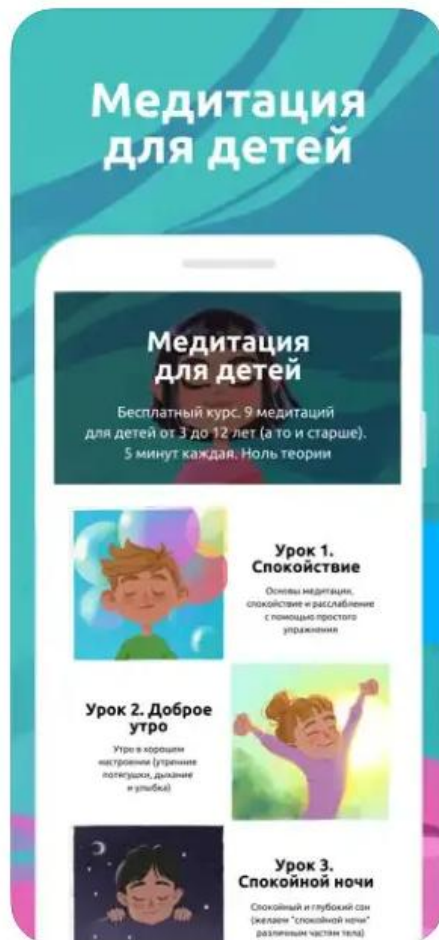 Медитация
для детей
Медитация
для детей
Бесплатный курс. 9 медитаций
для детей от 3 до 12 лет (а то и старше).
5 минут каждая. Ноль теории
Урок 1.
Спокойствие
Основы медитации,
спокойствие и расслабление
с помощью простого
упражнения
Урок 2. Доброе
утро
Утро в хорошем
настроении (утренние
потягушки, дыхание
и улыбка)
Урок 3.
Спокойной ночи
Спокойный и глубокий сон
(желаем "спокойной ночи"
различным частям тела)